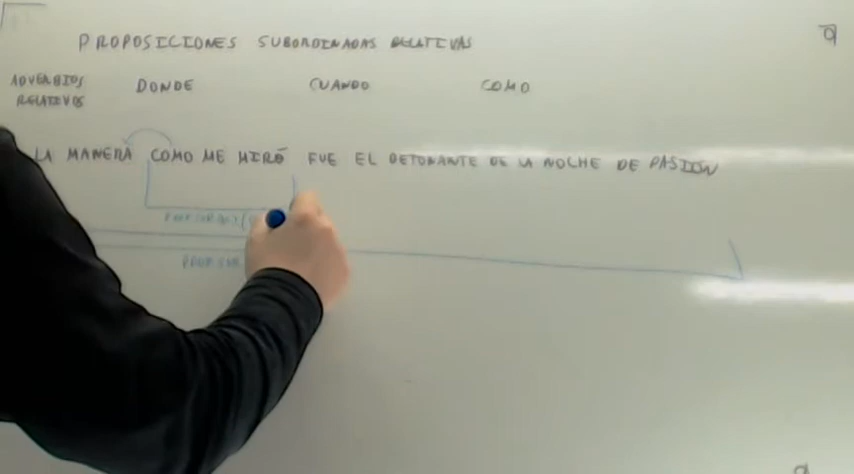 PROPOSICIONES SUBORDINADAS RELATIVAS
ADVERBIOS RELATIVOS DONDE CUANDO COMO
LA MANERA COMO ME MIRÓ FUE EL DETONANTE DE LA NOCHE DE PASIÓN